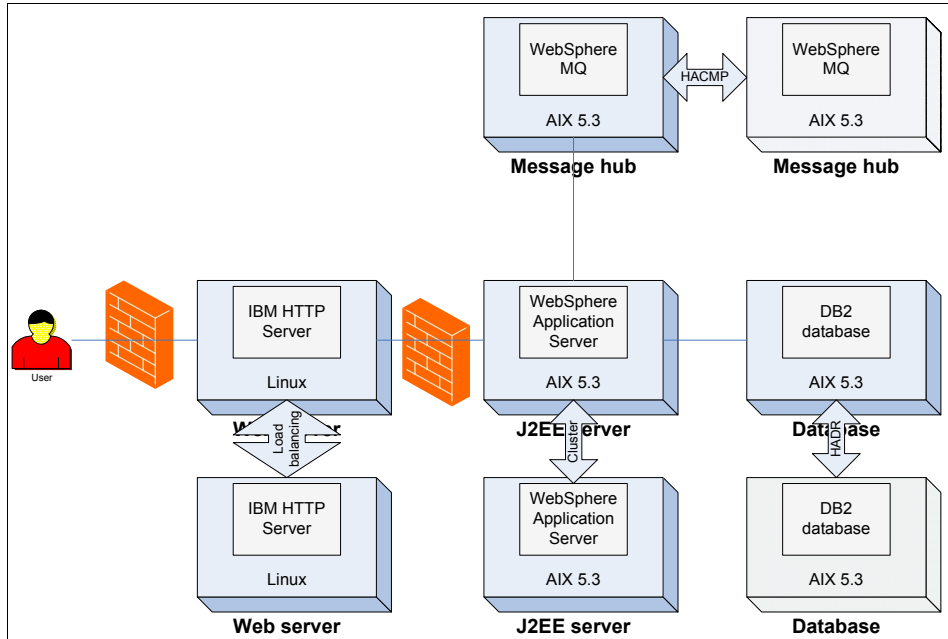 WebSphere
MQ
AIX 5.3
Message hub
HACMP
WebSphere
MQ
AIX 5.3
Message hub
User
IBM HTTP
Server
Linux
WebSphere
Application
Server
AIX 5.3
J2EE server
DB2
database
AIX 5.3
Database
Load
balancing
Cluster
HADR
IBM HTTP
Server
Linux
Web server
WebSphere
Application
Server
AIX 5.3
J2EE server
DB2
database
AIX 5.3
Database